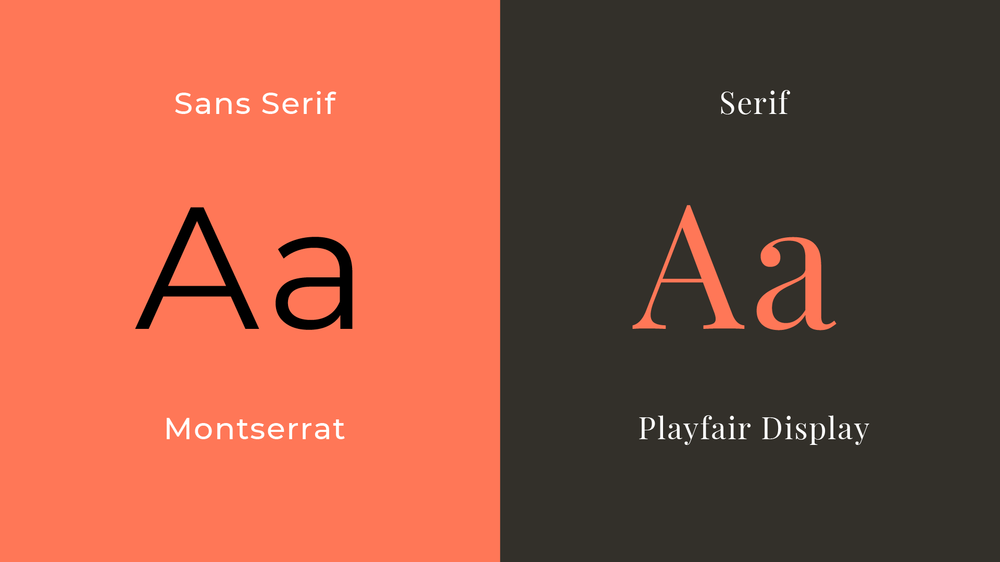 Sans Serif
Aa
Montserrat
Serif
Aa
Playfair Display